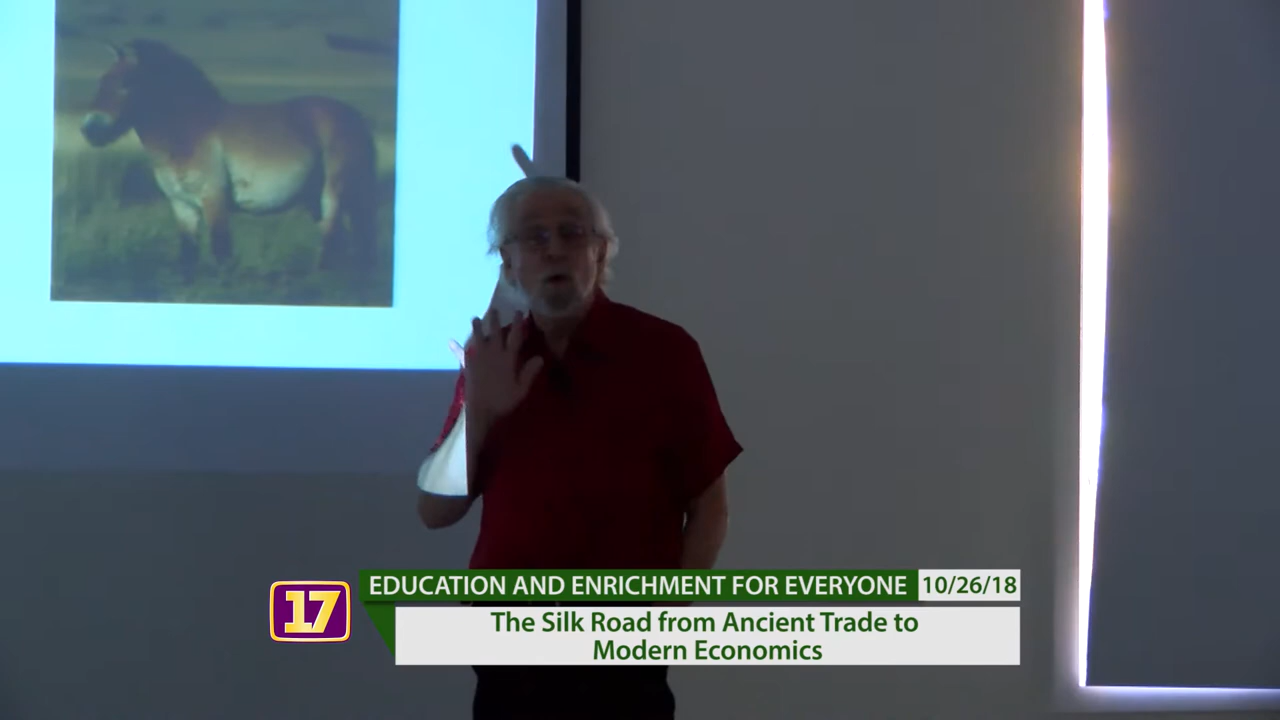 17
EDUCATION AND ENRICHMENT FOR EVERYONE 10/26/18
The Silk Road from Ancient Trade to
Modern Economics